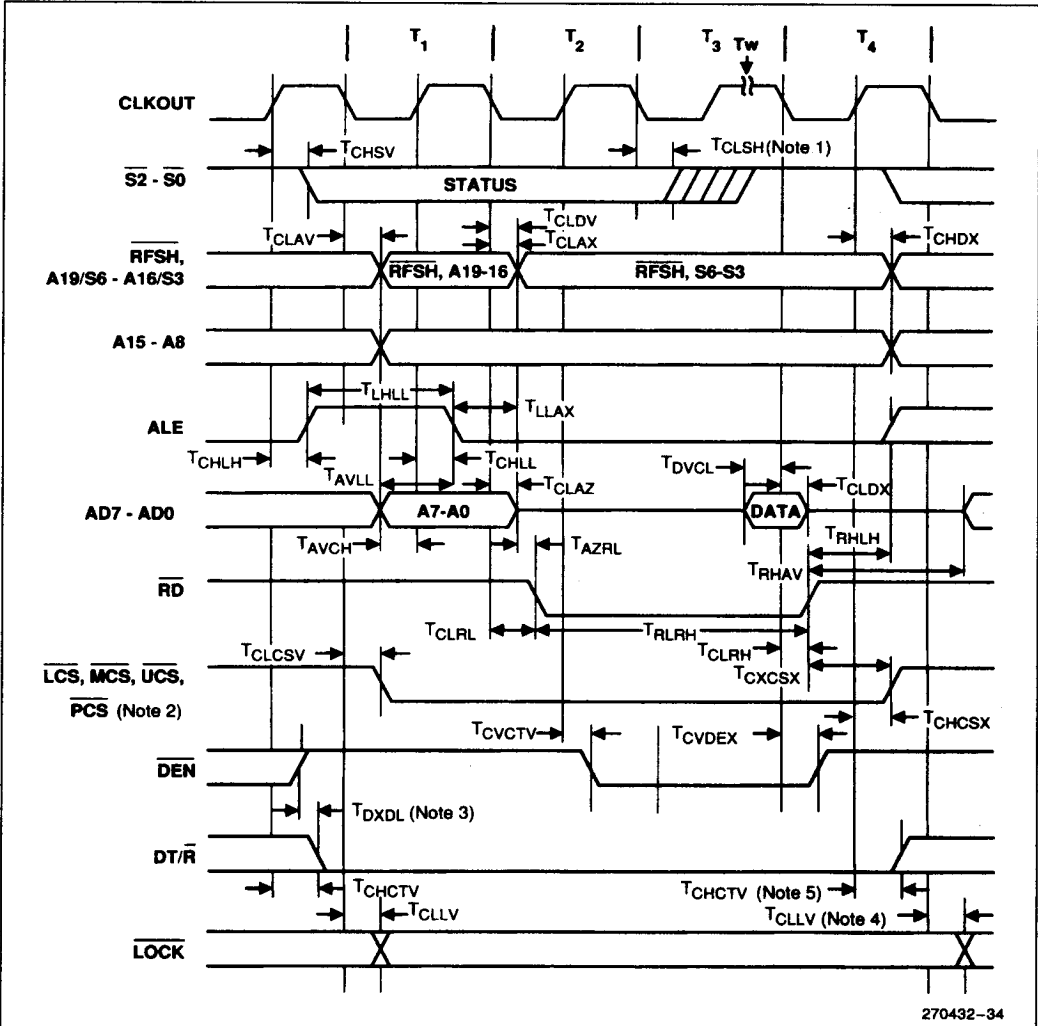 T1 T2 T3 Tw T4
CLKOUT
TCHSV
TCLSH (Note 1)
S2 - S0
STATUS
TCLDV
TCLAV
TCLAX
TCHDX
RFSH,
A19/S6 - A16/S3
RFSH, A19-16
RFSH, S6-S3
A15 - A8
TLHLL
TLLAX
ALE
TCHLH
TCHLL
TDVCL
TAVLL
TCLAZ
TCLDX
AD7 - AD0
A7-A0
DATA
TRHLH
TAVCH
TAZRL
TRHAV
RD
TCLRL
TRLRH
TCLCSV
TCLRH
LCS, MCS, UCS,
PCS (Note 2)
TCXCSX
TCHCSX
TCVCTV
TCVDEX
DEN
TDXDL (Note 3)
DT/R
TCHCTV
TCHCTV (Note 5)
TCLLV
TCLLV (Note 4)
LOCK
270432-34